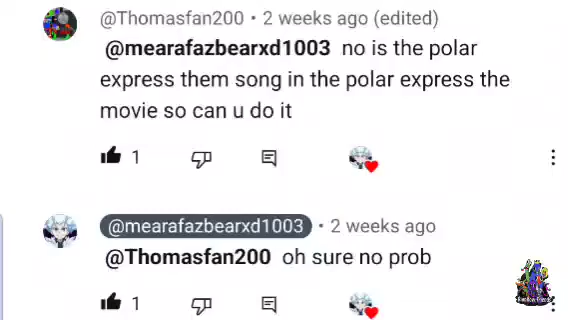 @Thomasfan200 • 2 weeks ago (edited)
@mearafazbearxd1003 no is the polar
express them song in the polar express the
movie so can u do it
1
@mearafazbearxd1003 • 2 weeks ago
@Thomasfan200 oh sure no prob
1